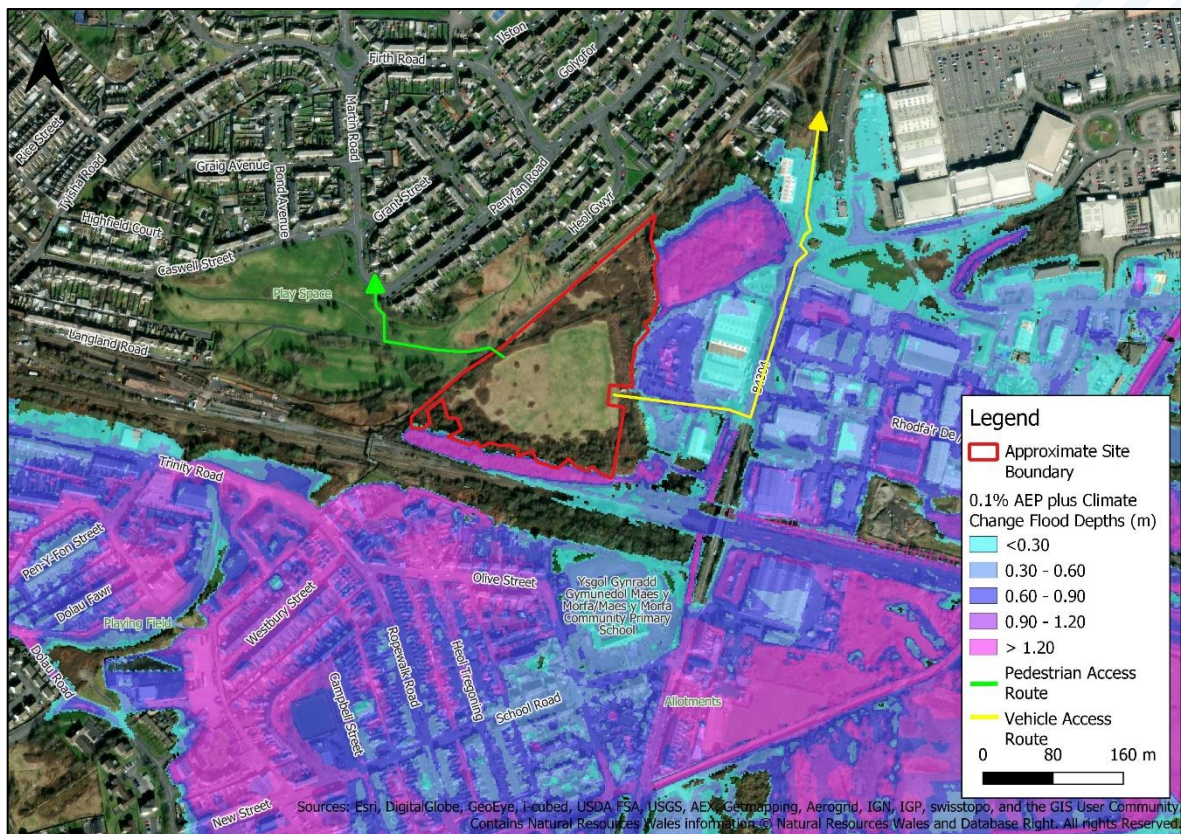 Ilston
Golygfor
Firth Road
Rice Street
Tyisha Road
Martin Road
Graig Avenue
Bond Avenue
Grant Street
Penyfan Road
Heol Gwyr
Highfield Court
Caswell Street
Play Space
Langland Road
B4304
Rhodfa'r De
Trinity Road
Pen-Y-Fon Street
Dolau Fawr
Playing Field
Dolau Road
Westbury Street
Olive Street
Ysgol Gynradd
Gymunedol Maes y
Morfa/Maes y Morfa
Community Primary
School
Ropewalk Road
Heol Tregoning
School Road
Campbell Street
Allotments
New Street
Legend
Approximate Site
Boundary
0.1% AEP plus Climate
Change Flood Depths (m)
<0.30
0.30 - 0.60
0.60 - 0.90
0.90 - 1.20
> 1.20
Pedestrian Access
Route
Vehicle Access
Route
0 80 160 m
Sources: Esri, DigitalGlobe, GeoEye, i-cubed, USDA FSA, USGS, AEX, Getmapping, Aerogrid, IGN, IGP, swisstopo, and the GIS User Community
Contains Natural Resources Wales information © Natural Resources Wales and Database Right. All rights Reserved.